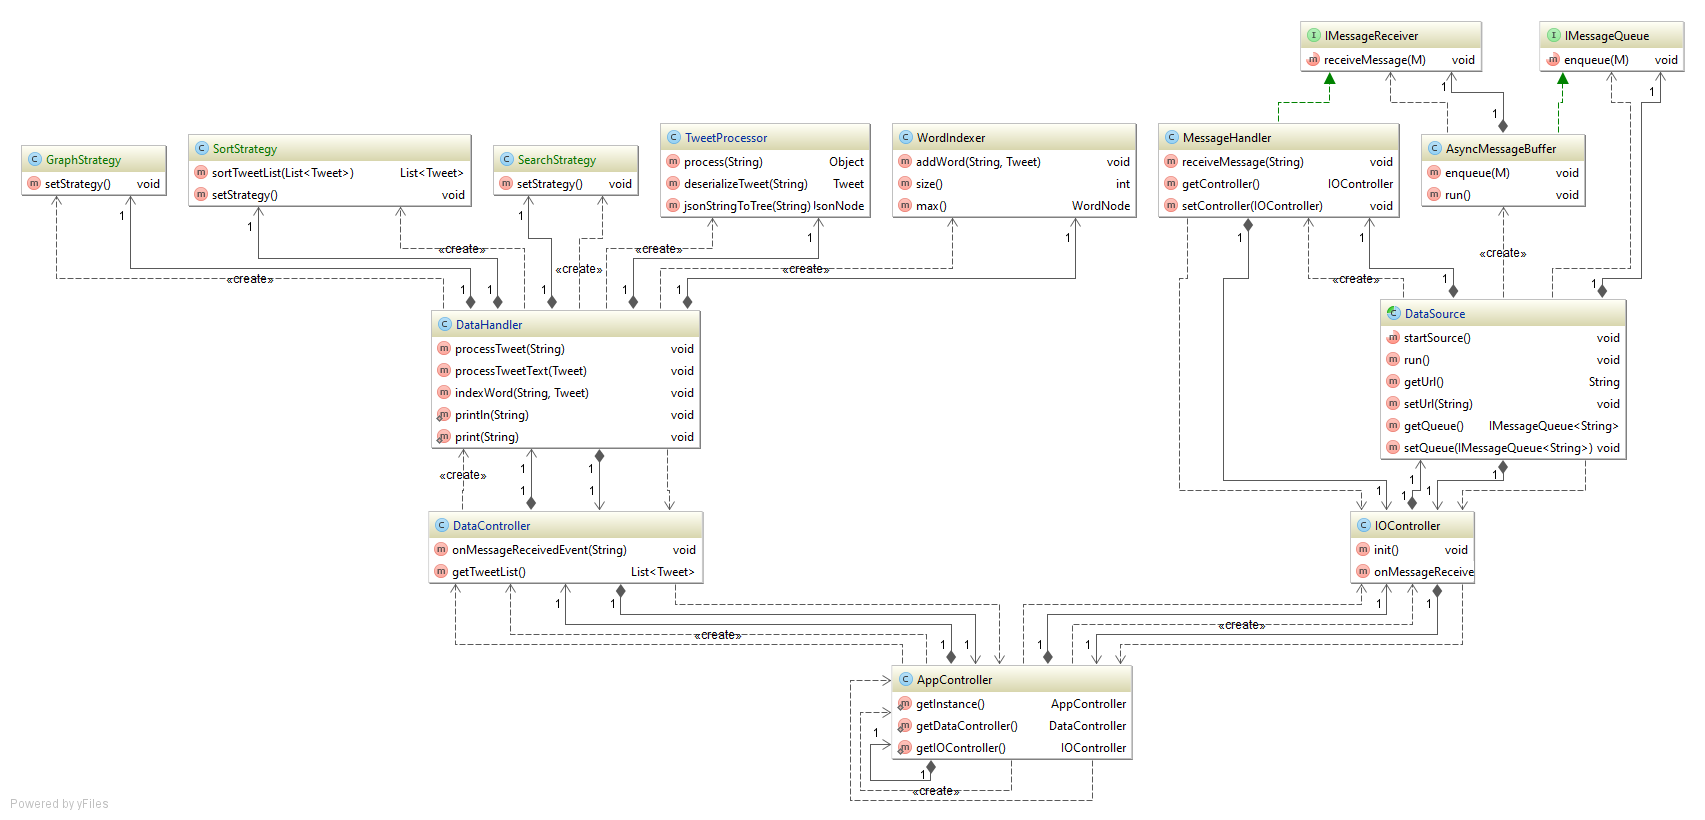 IMessageReceiver
receiveMessage(M) void
IMessageQueue
enqueue(M) void
1
1
1
GraphStrategy
setStrategy() void
SortStrategy
sortTweetList(List<Tweet>) List<Tweet>
setStrategy() void
SearchStrategy
setStrategy() void
TweetProcessor
process(String) Object
deserializeTweet(String) Tweet
jsonStringToTree(String) JsonNode
WordIndexer
addWord(String, Tweet) void
size() int
max() WordNode
MessageHandler
receiveMessage(String) void
getController() IOController
setController(IOController) void
AsyncMessageBuffer
enqueue(M) void
run() void
1
1
1
1
1
1
1
«create»
«create»
«create»
«create»
«create»
«create»
«create»
1
1
1
1
1
1
1
DataHandler
processTweet(String) void
processTweetText(Tweet) void
indexWord(String, Tweet) void
println(String) void
print(String) void
DataSource
startSource() void
run() void
getUrl() String
setUrl(String) void
getQueue() IMessageQueue<String>
setQueue(IMessageQueue<String>) void
«create»
1
1
1
1
1
1
1
1
1
DataController
onMessageReceivedEvent(String) void
getTweetList() List<Tweet>
IOController
init() void
onMessageReceive
1
1
1
1
«create»
«create»
1
1
1
1
AppController
getInstance() AppController
getDataController() DataController
getIOController() IOController
1
1
«create»
Powered by yFiles